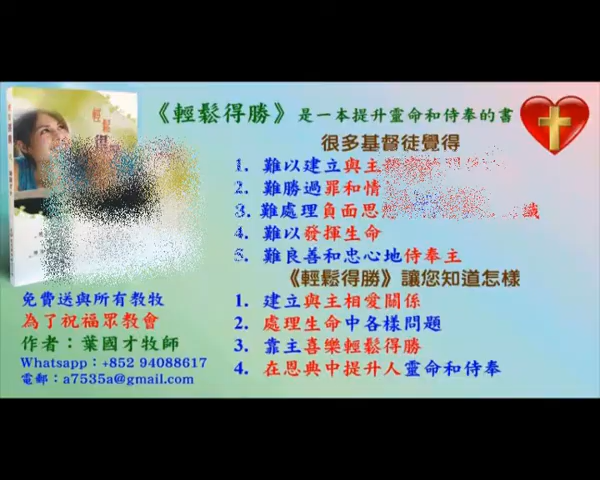 《輕鬆得勝》是一本提升靈命和侍奉的書
很多基督徒覺得
1. 難以建立與主
2. 難勝過罪和情
3. 難處理負面思
4. 難以發揮生命
5. 難良善和忠心地侍奉主
《輕鬆得勝》讓您知道怎樣
1. 建立與主相愛關係
2. 處理生命中各樣問題
3. 靠主喜樂輕鬆得勝
4. 在恩典中提升人靈命和侍奉
輕鬆
免費送與所有教牧
為了祝福眾教會
作者：葉國才牧師
Whatsapp：+852 94088617
電郵：a7535a@gmail.com